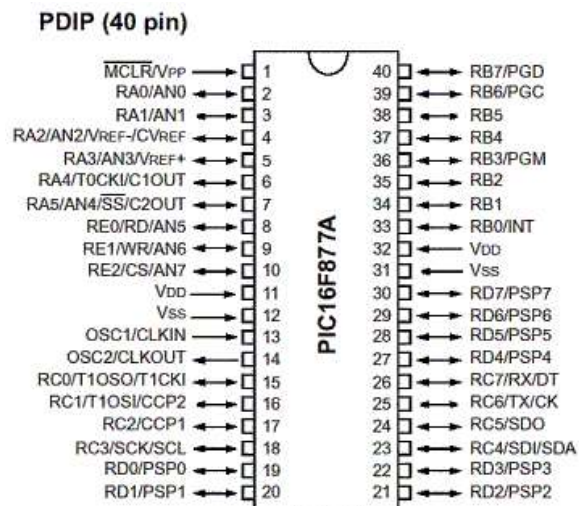 PDIP (40 pin)
MCLR/VPP 1 40 RB7/PGD
RA0/AN0 2 39 RB6/PGC
RA1/AN1 3 38 RB5
RA2/AN2/VREF-/CVREF 4 37 RB4
RA3/AN3/VREF+ 5 36 RB3/PGM
RA4/T0CKI/C1OUT 6 35 RB2
RA5/AN4/SS/C2OUT 7 34 RB1
RE0/RD/AN5 8 33 RB0/INT
RE1/WR/AN6 9 32 VDD
RE2/CS/AN7 10 31 VSS
VDD 11 30 RD7/PSP7
VSS 12 29 RD6/PSP6
OSC1/CLKIN 13 28 RD5/PSP5
OSC2/CLKOUT 14 27 RD4/PSP4
RC0/T1OSO/T1CKI 15 26 RC7/RX/DT
RC1/T1OSI/CCP2 16 25 RC6/TX/CK
RC2/CCP1 17 24 RC5/SDO
RC3/SCK/SCL 18 23 RC4/SDI/SDA
RD0/PSP0 19 22 RD3/PSP3
RD1/PSP1 20 21 RD2/PSP2
PIC16F877A